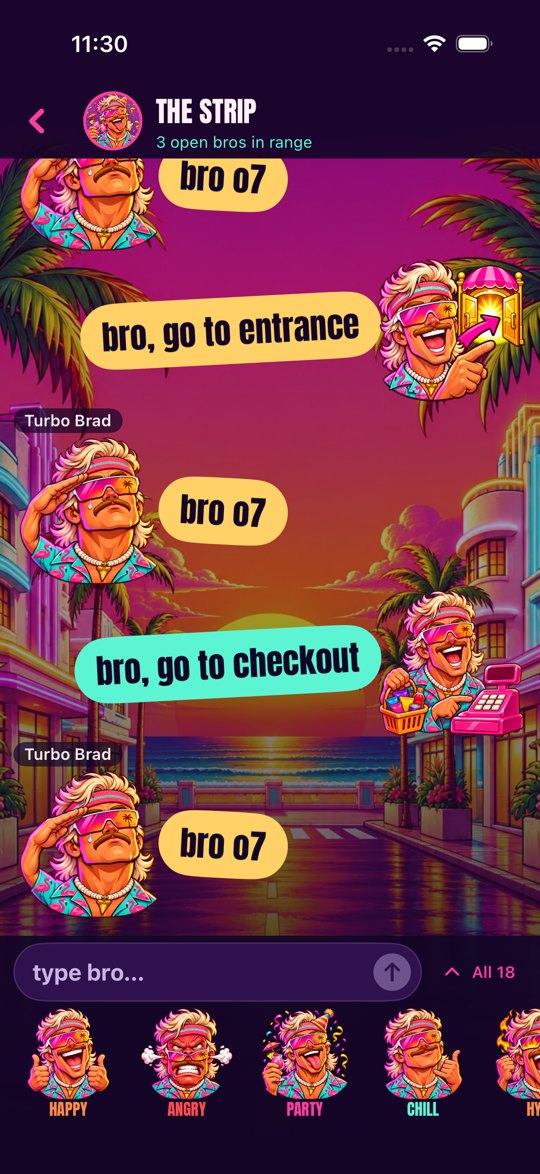 11:30
THE STRIP
3 open bros in range
bro o7
bro, go to entrance
Turbo Brad
bro o7
bro, go to checkout
Turbo Brad
bro o7
type bro...
All 18
HAPPY
ANGRY
PARTY
CHILL
HY